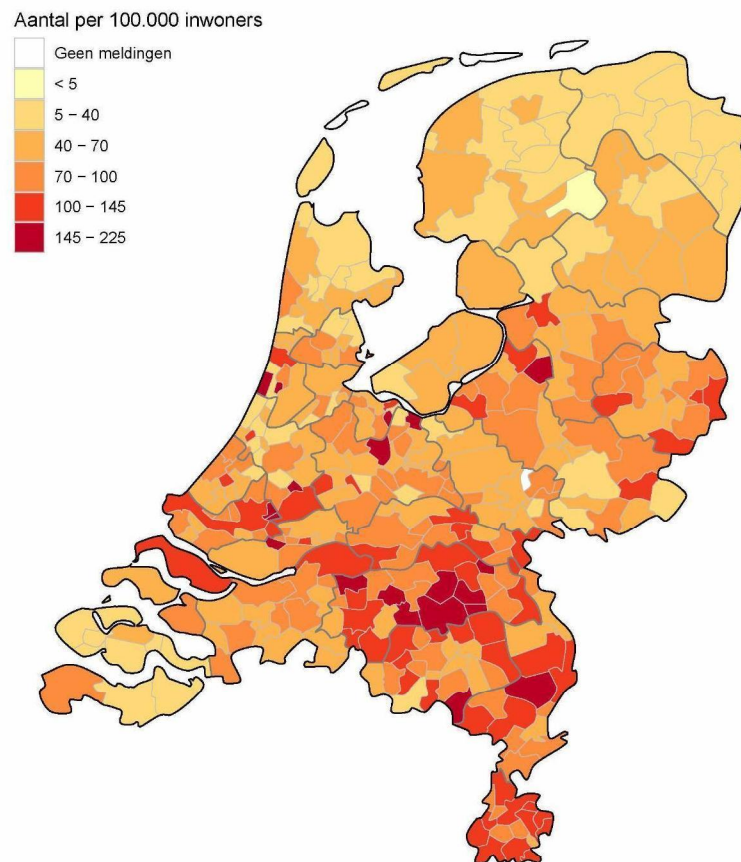 Aantal per 100.000 inwoners
Geen meldingen
< 5
5 – 40
40 – 70
70 – 100
100 – 145
145 – 225